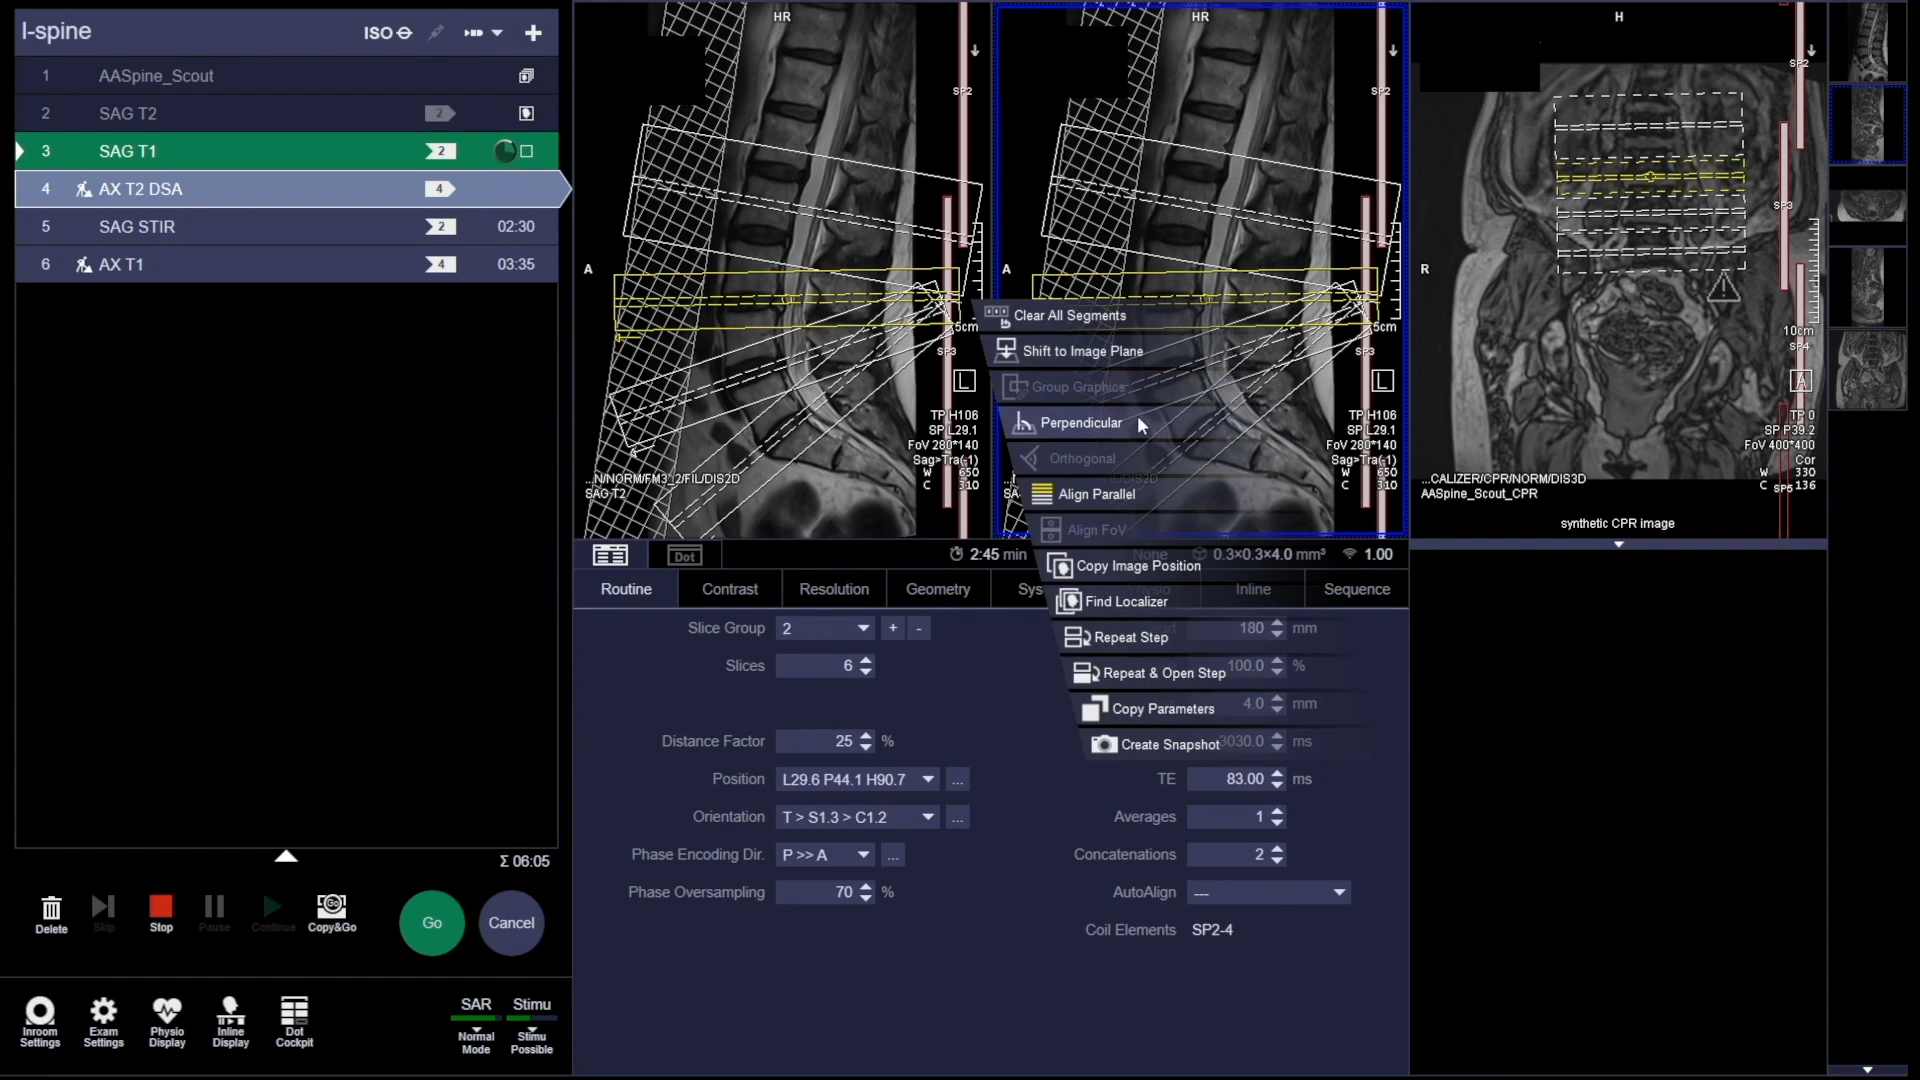 l-spine
ISO
1 AASpine_Scout
2 SAG T2 2
3 SAG T1 2
4 AX T2 DSA 4
5 SAG STIR 2 02:30
6 AX T1 4 03:35
Σ 06:05
Delete
Skip
Stop
Pause
Continue
Copy&Go
Go
Cancel
Inroom Settings
Exam Settings
Physio Display
Inline Display
Dot Cockpit
SAR
Normal Mode
Stimu
Stimu Possible
HR
SP2
A
5cm
SP3
L
TP H106
SP L29.1
FoV 280*140
Sag>Tra(-1)
W 650
C 310
...N/NORM/FM3_2/FIL/DIS2D
SAG T2
HR
SP2
A
5cm
SP3
L
TP H106
SP L29.1
FoV 280*140
Sag>Tra(-1)
W 650
C 310
H
SP2
SP3
R
10cm
SP4
A
TP 0
SP P39.2
FoV 400*400
Cor
W 330
C 136
SP5
...CALIZER/CPR/NORM/DIS3D
AASpine_Scout_CPR
synthetic CPR image
Clear All Segments
Shift to Image Plane
Group Graphics
Perpendicular
Orthogonal
Align Parallel
Align FoV
Copy Image Position
Find Localizer
Repeat Step
Repeat & Open Step
Copy Parameters
Create Snapshot
Dot
2:45 min
None
0.3×0.3×4.0 mm³
1.00
Routine
Contrast
Resolution
Geometry
Sys
Inline
Sequence
Slice Group 2 + -
Slices 6
Distance Factor 25 %
Position L29.6 P44.1 H90.7 ...
Orientation T > S1.3 > C1.2 ...
Phase Encoding Dir. P >> A ...
Phase Oversampling 70 %
180 mm
100.0 %
4.0 mm
3030.0 ms
TE 83.00 ms
Averages 1
Concatenations 2
AutoAlign ---
Coil Elements SP2-4